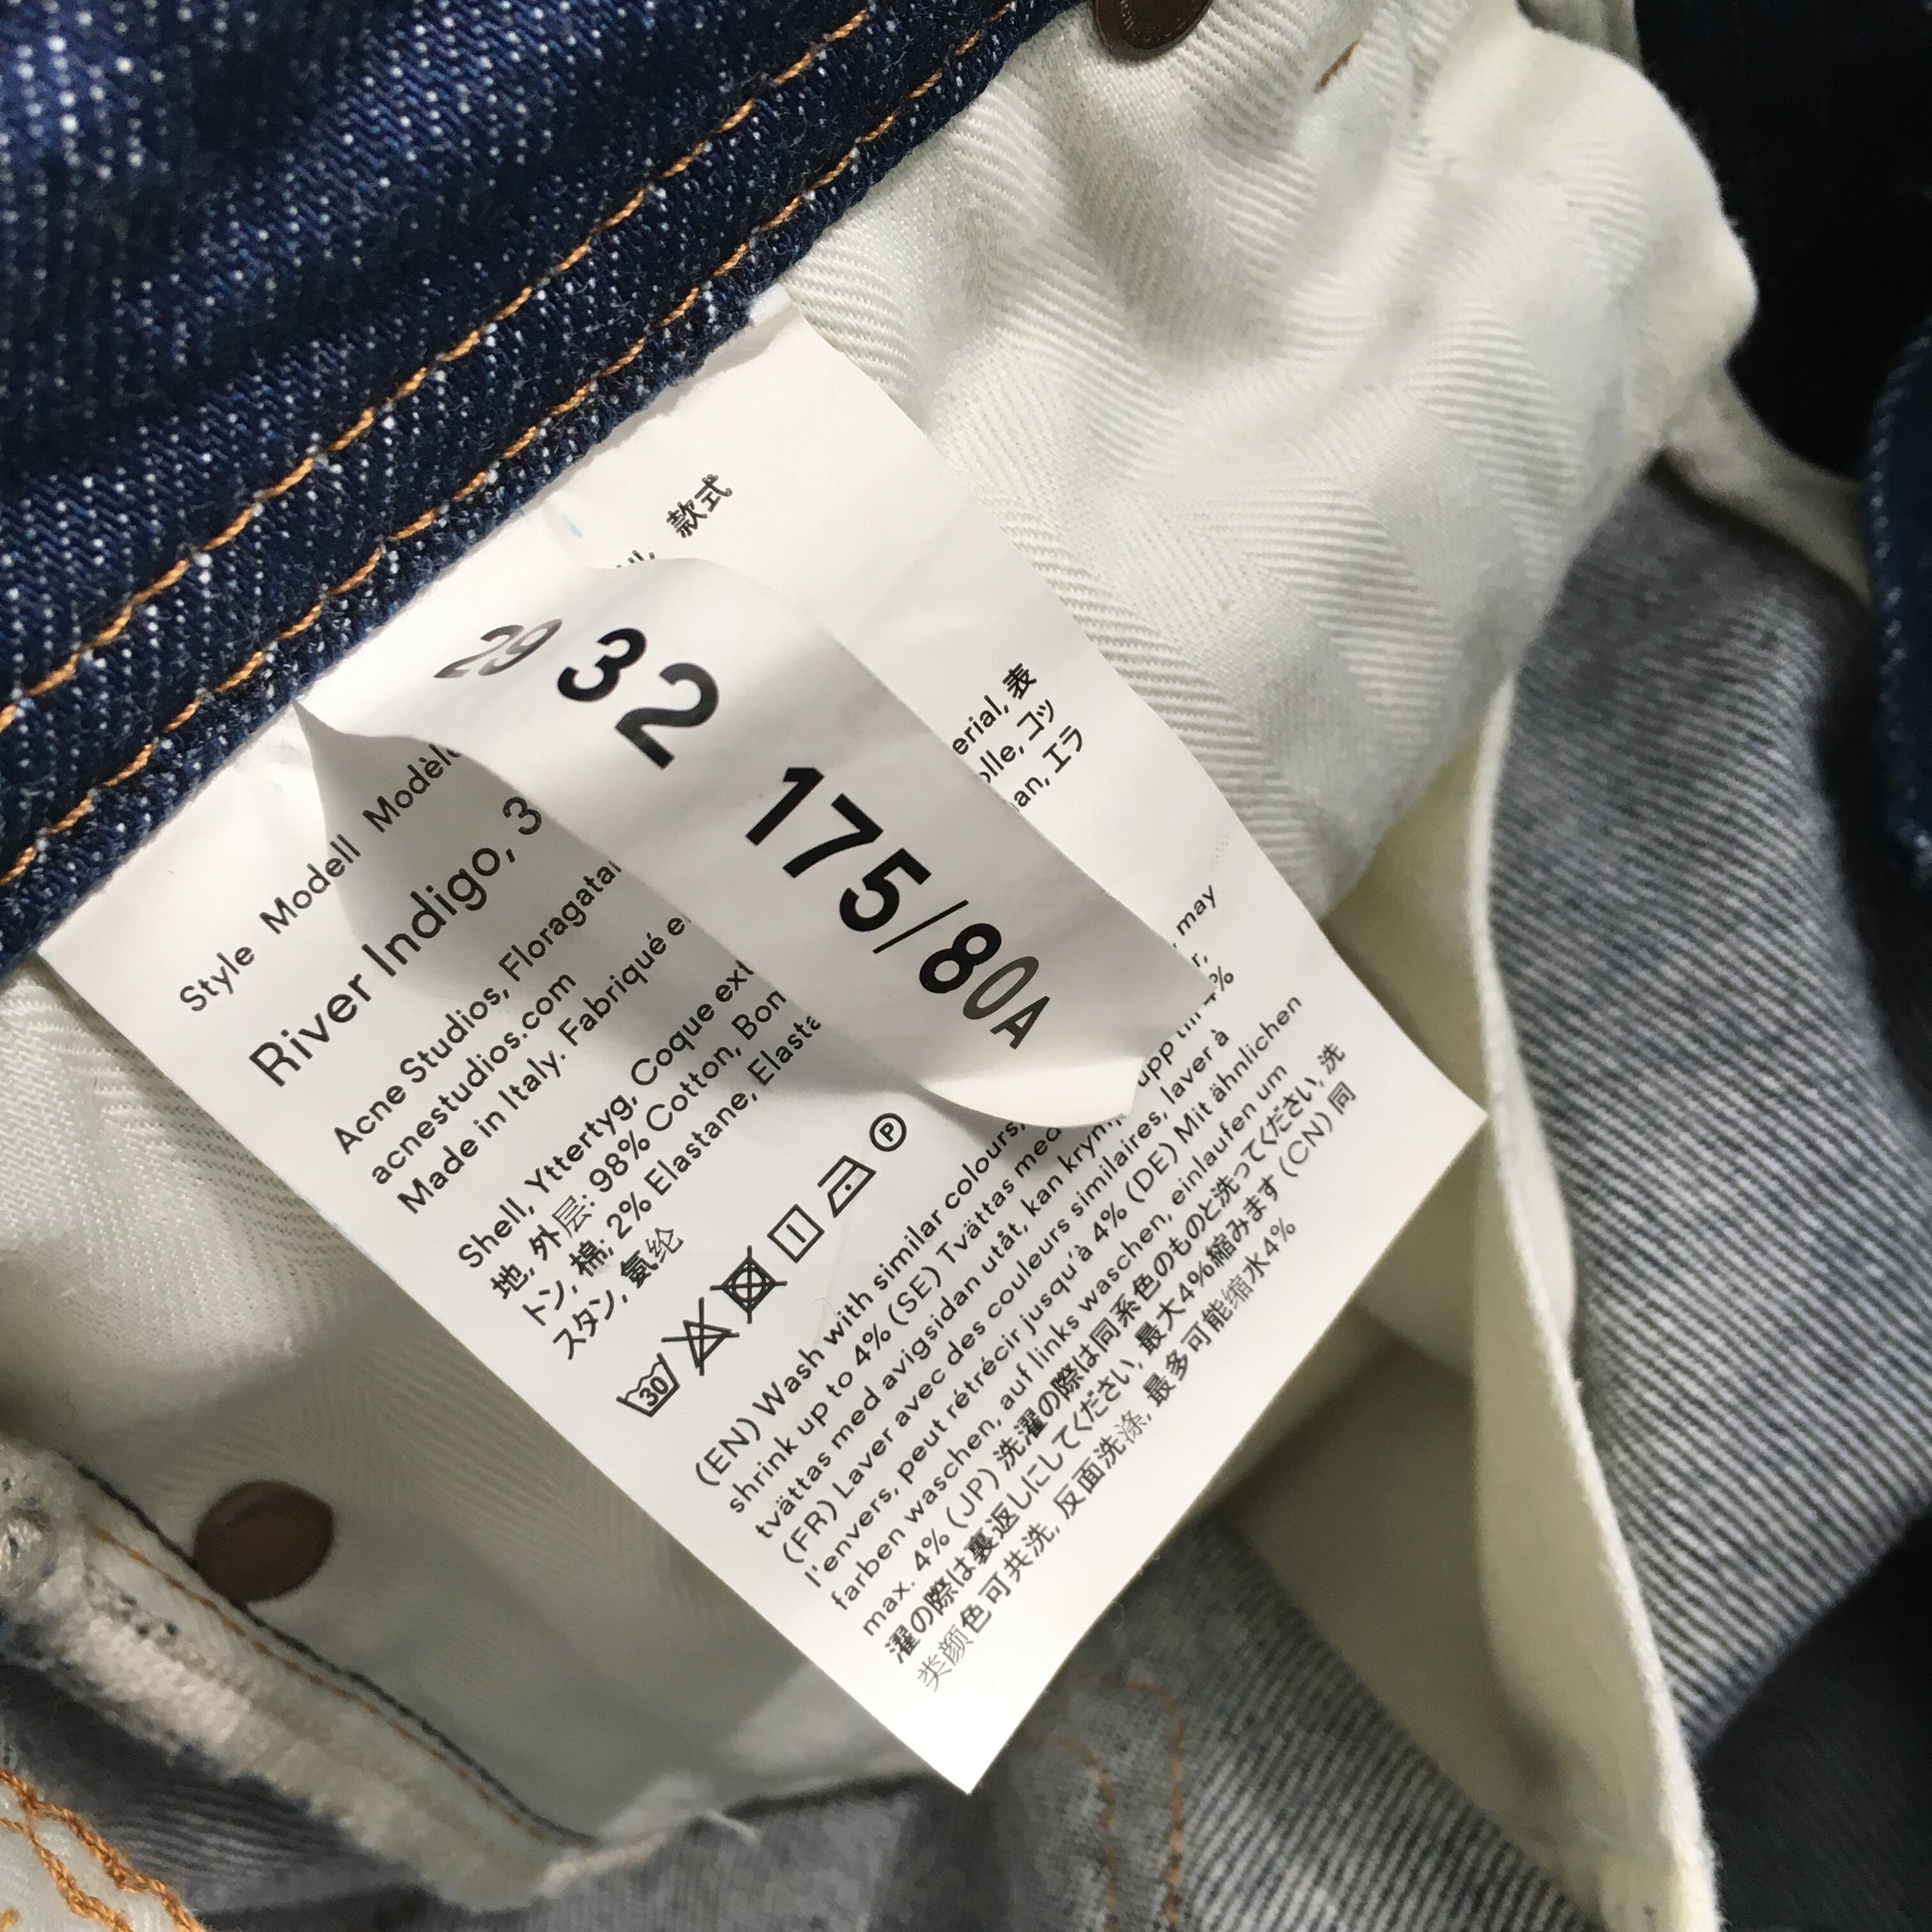 29
32
175/80A
款式
Style Modell Modèle
River Indigo, 3
Acne Studios,
acnestudios.com
Made in Italy. Fabriqué
erial, 表
Shell, Yttertyg, Coque
olle, コッ
地, 外层: 98% Cotton,
an, エラ
トン, 棉; 2% Elastane,
スタン, 氨纶
30
P
(EN) Wash with similar colours, may
shrink up to 4% (SE) Tvättas med
tvättas med avigsidan utåt, kan krympa upp till 4%
(FR) Laver avec des couleurs similaires, laver à
l'envers, peut rétrécir jusqu'à 4% (DE) Mit ähnlichen
farben waschen, auf links waschen, einlaufen um
max. 4% (JP) 洗濯の際は同系色のものと洗ってください, 洗
濯の際は裏返しにしてください, 最大4%縮みます (CN) 同
类颜色可共洗, 反面洗涤, 最多可能缩水4%